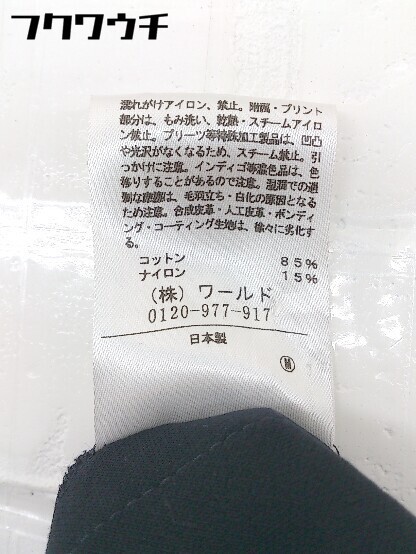 フクウウチ
濡れがけアイロン、禁止。附属・プリント
部分は、もみ洗い、乾熱・スチームアイロ
ン禁止。プリーツ等特殊加工製品は、凹凸
や光沢がなくなるため、スチーム禁止。引
っかけに注意。インディゴ等濃色品は、色
移りすることがあるので注意。湿潤での過
剰な摩擦は、毛羽立ち・白化の原因となる
ため注意。合成皮革・人工皮革・ボンディ
ング・コーティング生地は、徐々に劣化す
る。
コットン 85%
ナイロン 15%
(株) ワールド
0120-977-917
日本製
M